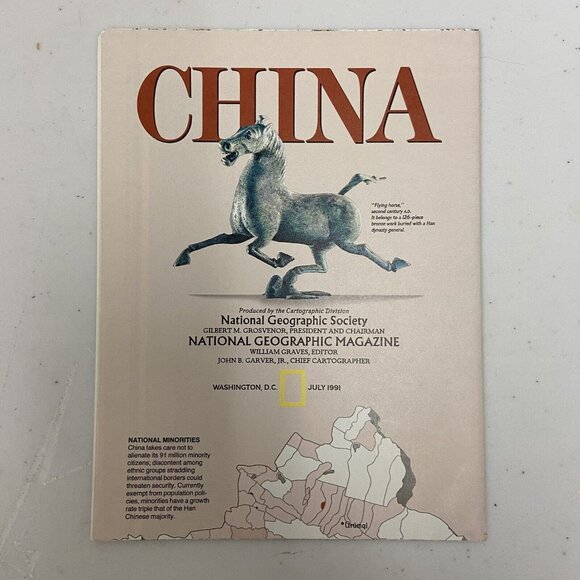 CHINA
"Flying horse,"
second century A.D.
It belongs to a 126-piece
bronze work buried with a Han
dynasty general.
Produced by the Cartographic Division
National Geographic Society
GILBERT M. GROSVENOR, PRESIDENT AND CHAIRMAN
NATIONAL GEOGRAPHIC MAGAZINE
WILLIAM GRAVES, EDITOR
JOHN B. GARVER, JR., CHIEF CARTOGRAPHER
WASHINGTON, D.C. JULY 1991
NATIONAL MINORITIES
China takes care not to
alienate its 91 million minority
citizens; discontent among
ethnic groups straddling
international borders could
threaten security. Currently
exempt from population poli-
cies, minorities have a growth
rate triple that of the Han
Chinese majority.
Ürümqi